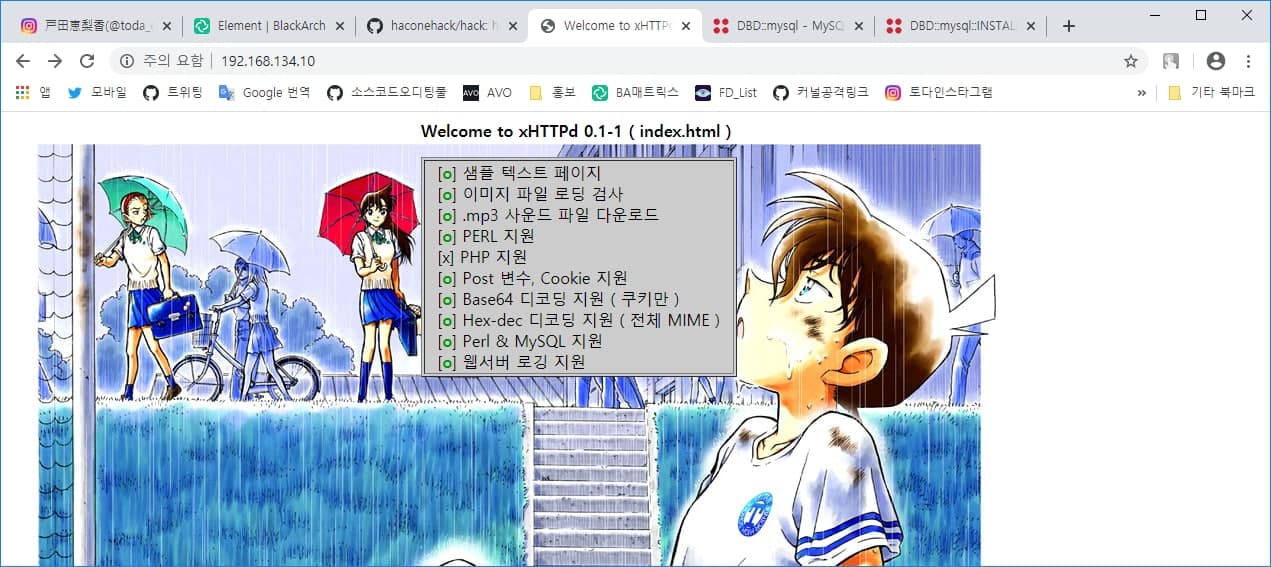 戸田恵梨香(@toda_
Element | BlackArch
haconehack/hack: h
Welcome to xHTTPd
DBD::mysql - MySQ
DBD::mysql::INSTAL
주의 요함
192.168.134.10
앱
모바일
트위팅
Google 번역
소스코드오디팅풀
AVO
AVO
홍보
BA매트릭스
FD_List
커널공격링크
토다인스타그램
»
기타 북마크
Welcome to xHTTPd 0.1-1 ( index.html )
[o] 샘플 텍스트 페이지
[o] 이미지 파일 로딩 검사
[o] .mp3 사운드 파일 다운로드
[o] PERL 지원
[x] PHP 지원
[o] Post 변수, Cookie 지원
[o] Base64 디코딩 지원 ( 쿠키만 )
[o] Hex-dec 디코딩 지원 ( 전체 MIME )
[o] Perl & MySQL 지원
[o] 웹서버 로깅 지원